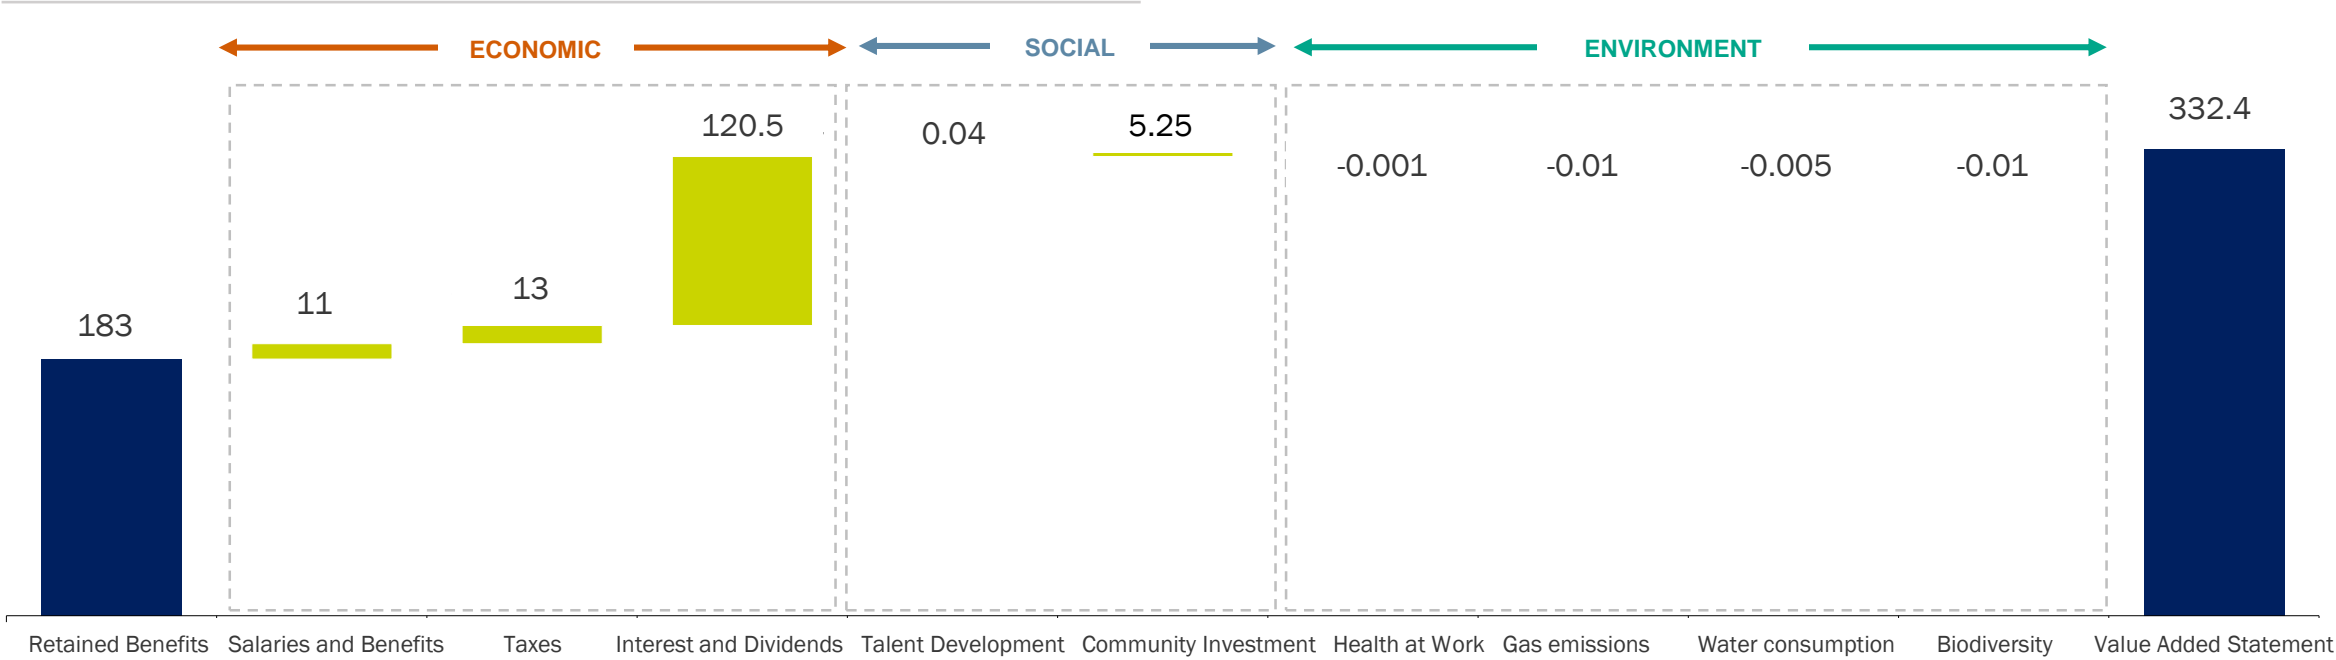 ECONOMIC SOCIAL ENVIRONMENT
183 11 13 120.5 0.04 5.25 -0.001 -0.01 -0.005 -0.01 332.4
Retained Benefits Salaries and Benefits Taxes Interest and Dividends Talent Development Community Investment Health at Work Gas emissions Water consumption Biodiversity Value Added Statement